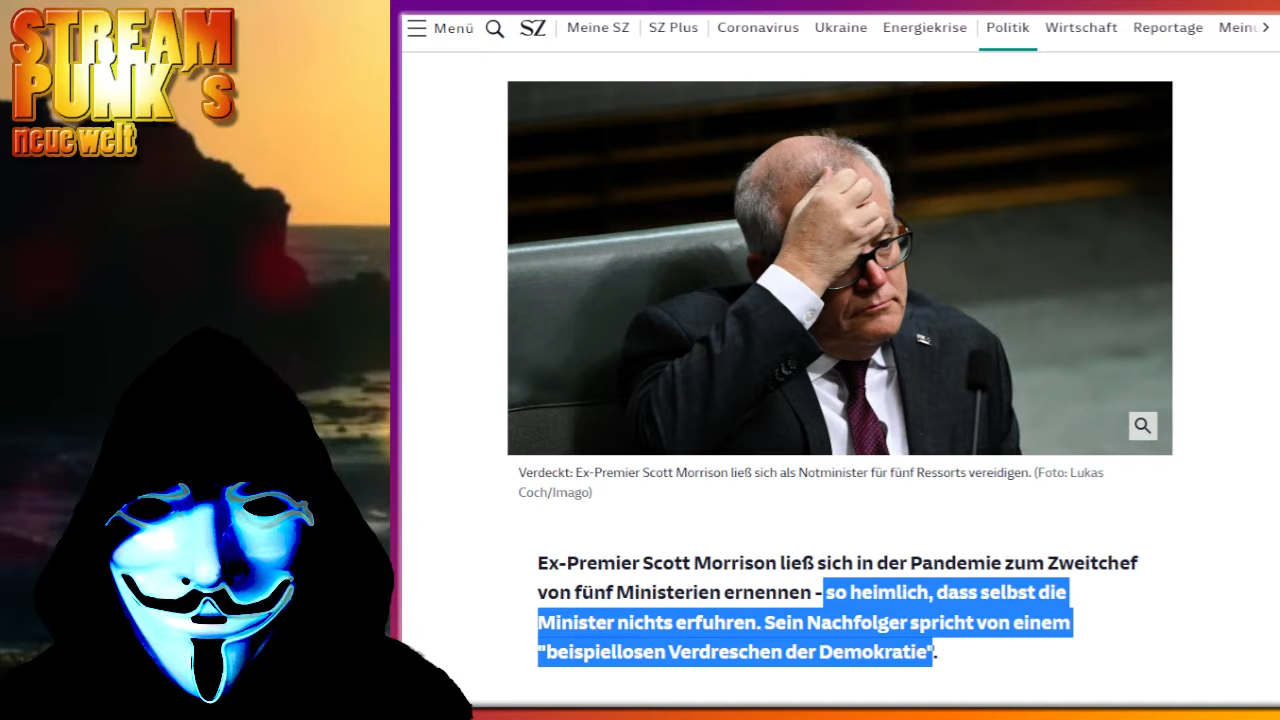 STREAM
PUNK´s
neue welt
Menü SZ Meine SZ SZ Plus Coronavirus Ukraine Energiekrise Politik Wirtschaft Reportage
Verdeckt: Ex-Premier Scott Morrison ließ sich als Notminister für fünf Ressorts vereidigen. (Foto: Lukas
Coch/Imago)
Ex-Premier Scott Morrison ließ sich in der Pandemie zum Zweitchef
von fünf Ministerien ernennen - so heimlich, dass selbst die
Minister nichts erfuhren. Sein Nachfolger spricht von einem
"beispiellosen Verdreschen der Demokratie".